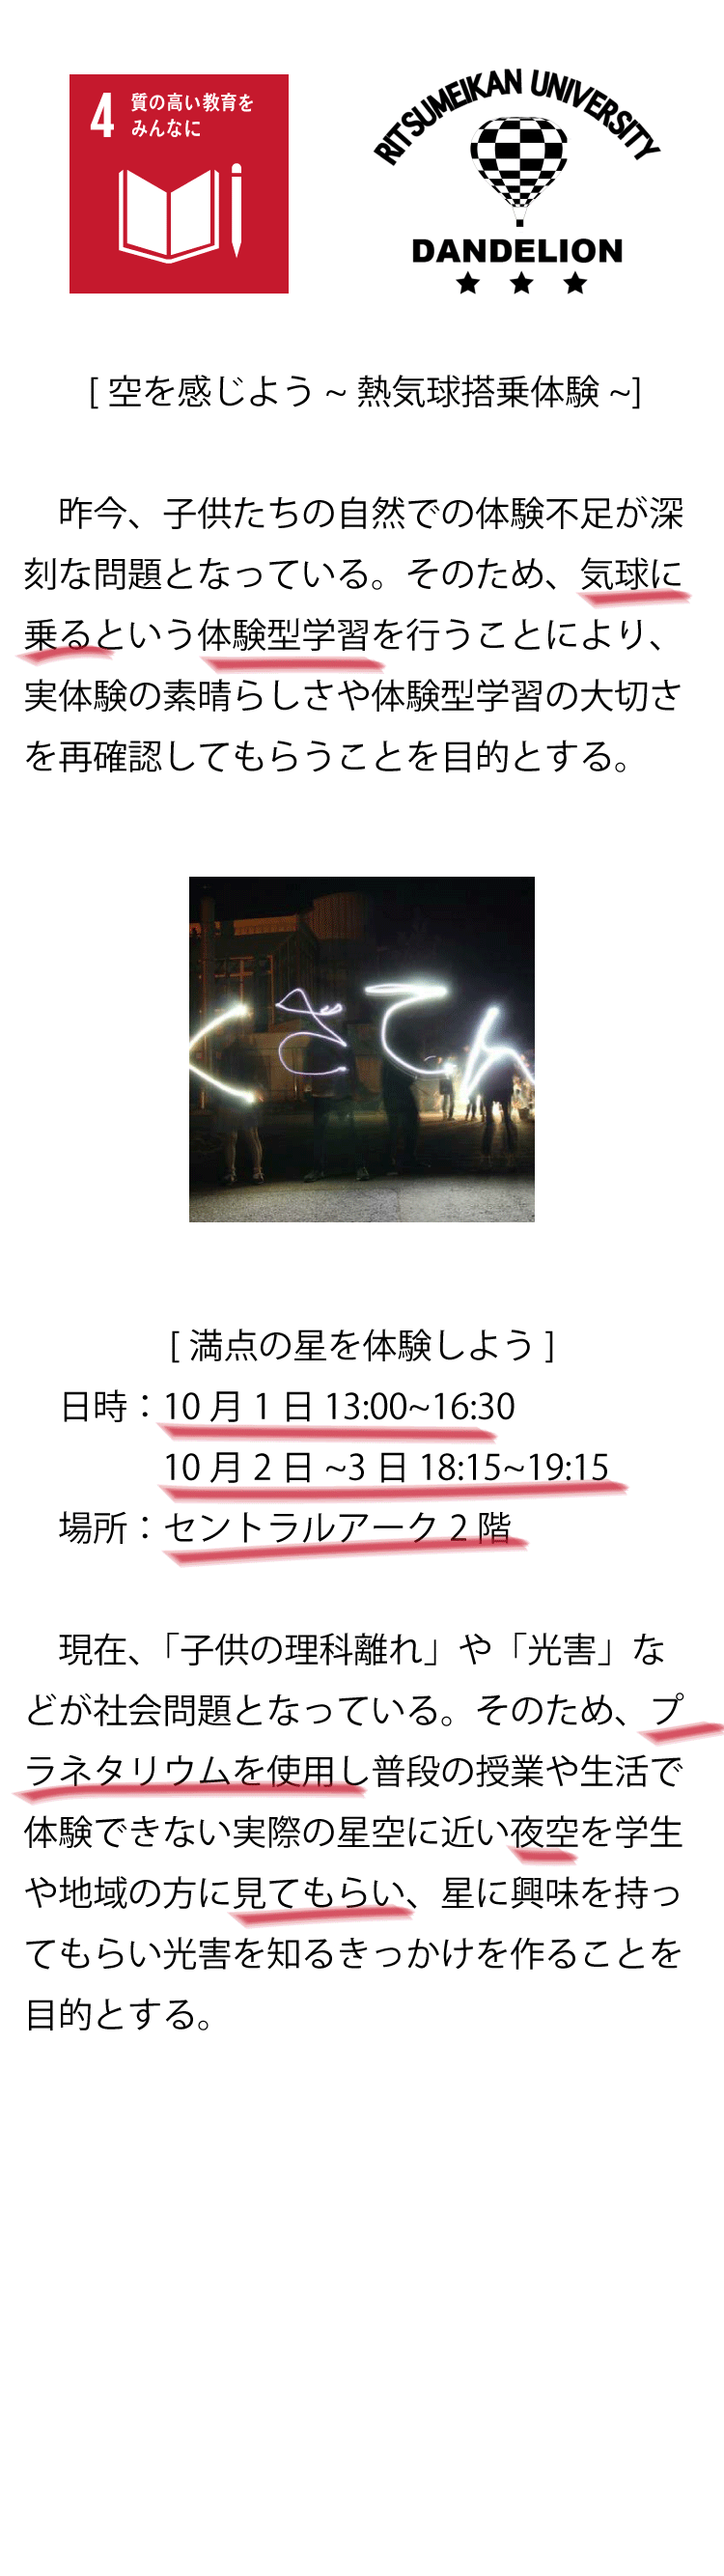 4 質の高い教育を
みんなに
RITSUMEIKAN UNIVERSITY
DANDELION
[ 空を感じよう ~ 熱気球搭乗体験 ~]
昨今、子供たちの自然での体験不足が深
刻な問題となっている。そのため、気球に
乗るという体験型学習を行うことにより、
実体験の素晴らしさや体験型学習の大切さ
を再確認してもらうことを目的とする。
くさてん
[ 満点の星を体験しよう ]
日時：10 月 1 日 13:00~16:30
10 月 2 日 ~3 日 18:15~19:15
場所：セントラルアーク 2 階
現在、「子供の理科離れ」や「光害」な
どが社会問題となっている。そのため、プ
ラネタリウムを使用し普段の授業や生活で
体験できない実際の星空に近い夜空を学生
や地域の方に見てもらい、星に興味を持っ
てもらい光害を知るきっかけを作ることを
目的とする。